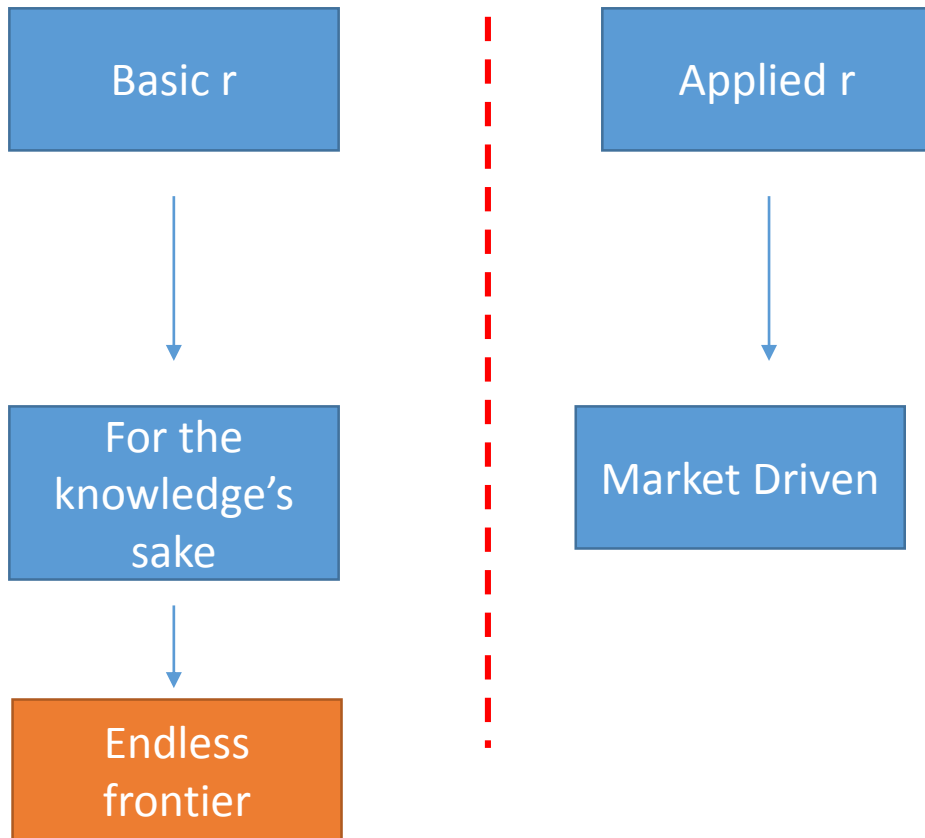 Basic r
Applied r
For the
knowledge’s
sake
Market Driven
Endless
frontier